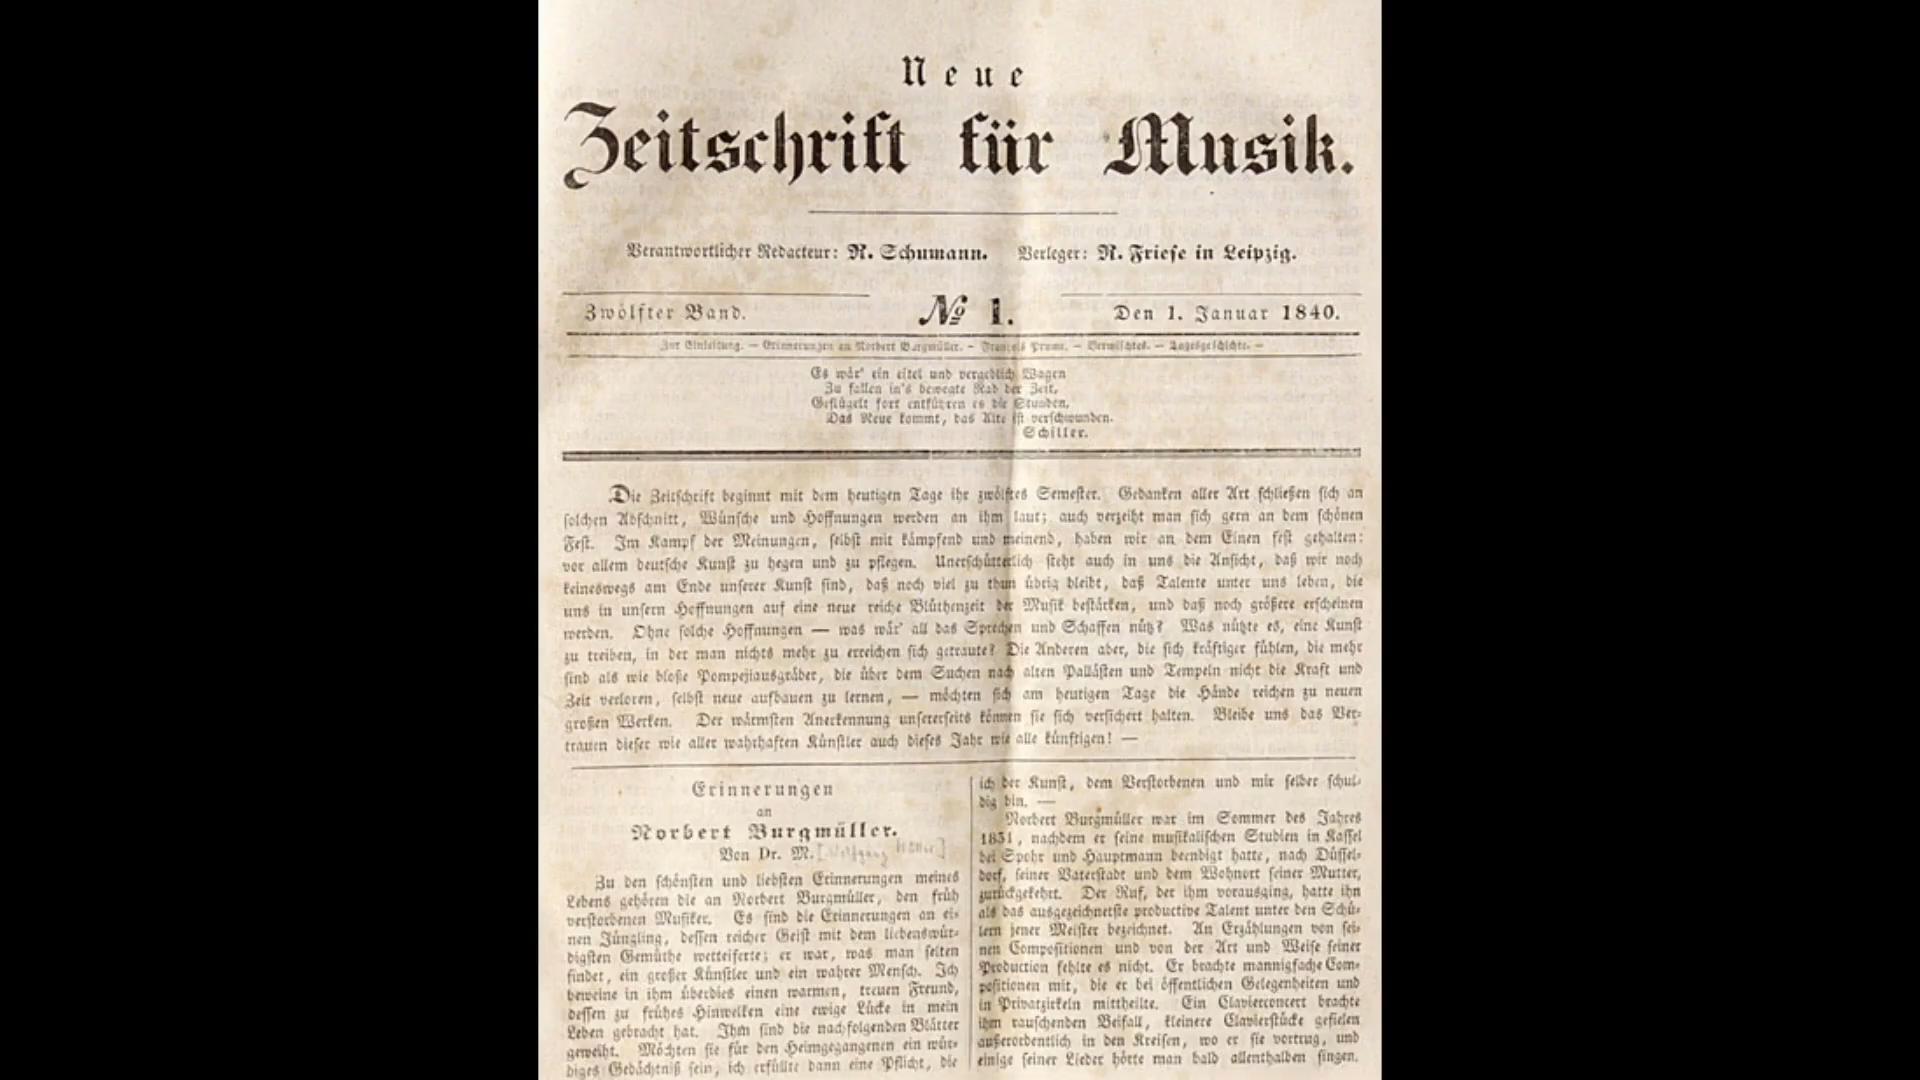 Neue
Zeitschrift für Musik.
Verantwortlicher Redacteur: R. Schumann. Verleger: R. Friese in Leipzig.
Zwölfter Band.
№ 1.
Den 1. Januar 1840.
Zur Einleitung. — Erinnerungen an Norbert Burgmüller. — François Prume. — Vermischtes. — Tagesgeschichte. —
Es wär' ein eitel und vergeblich Wagen
Zu fallen in's bewegte Rad der Zeit,
Geflügelt fort entführen es die Stunden,
Das Neue kommt, das Alte ist verschwunden.
Schiller.
Die Zeitschrift beginnt mit dem heutigen Tage ihr zwölftes Semester. Gedanken aller Art schließen sich an
solchen Abschnitt, Wünsche und Hoffnungen werden an ihm laut; auch verzeiht man sich gern an dem schönen
Fest. Im Kampf der Meinungen, selbst mit kämpfend und meinend, haben wir an dem Einen fest gehalten:
vor allem deutsche Kunst zu hegen und zu pflegen. Unerschütterlich steht auch in uns die Ansicht, daß wir noch
keineswegs am Ende unserer Kunst sind, daß noch viel zu thun übrig bleibt, daß Talente unter uns leben, die
uns in unsern Hoffnungen auf eine neue reiche Blüthenzeit der Musik bestärken, und daß noch größere erscheinen
werden. Ohne solche Hoffnungen — was wär' all das Sprechen und Schaffen nütz? Was nützte es, eine Kunst
zu treiben, in der man nichts mehr zu erreichen sich getraute? Die Anderen aber, die sich kräftiger fühlen, die mehr
sind als wie bloße Pompejiausgräber, die über dem Suchen nach alten Pallästen und Tempeln nicht die Kraft und
Zeit verloren, selbst neue aufbauen zu lernen, — möchten sich am heutigen Tage die Hände reichen zu neuen
großen Werken. Der wärmsten Anerkennung unsererseits können sie sich versichert halten. Bleibe uns das Ver-
trauen dieser wie aller wahrhaften Künstler auch dieses Jahr wie alle künftigen! —
Erinnerungen
an
Norbert Burgmüller.
Von Dr. M. [Wolfgang Müller]
Zu den schönsten und liebsten Erinnerungen meines
Lebens gehören die an Norbert Burgmüller, den früh
verstorbenen Musiker. Es sind die Erinnerungen an ei-
nen Jüngling, dessen reicher Geist mit dem liebenswür-
digsten Gemüthe wetteiferte; er war, was man selten
findet, ein großer Künstler und ein wahrer Mensch. Ich
beweine in ihm überdies einen warmen, treuen Freund,
dessen zu frühes Hinwelken eine ewige Lücke in mein
Leben gebracht hat. Ihm sind die nachfolgenden Blätter
geweiht. Möchten sie für den Heimgegangenen ein wür-
diges Gedächtniß sein, ich erfüllte dann eine Pflicht, die
ich der Kunst, dem Verstorbenen und mir selber schul-
dig bin. —
Norbert Burgmüller war im Sommer des Jahres
1831, nachdem er seine musikalischen Studien in Kassel
bei Spohr und Hauptmann beendigt hatte, nach Düssel-
dorf, seiner Vaterstadt und dem Wohnort seiner Mutter,
zurückgekehrt. Der Ruf, der ihm vorausging, hatte ihn
als das ausgezeichnetste productive Talent unter den Schü-
lern jener Meister bezeichnet. An Erzählungen von sei-
nen Compositionen und von der Art und Weise seiner
Production fehlte es nicht. Er brachte mannigfache Com-
positionen mit, die er bei öffentlichen Gelegenheiten und
in Privatzirkeln mittheilte. Ein Clavierconcert brachte
ihm rauschenden Beifall, kleinere Clavierstücke gefielen
außerordentlich in den Kreisen, wo er sie vortrug, und
einige seiner Lieder hörte man bald allenthalben singen.